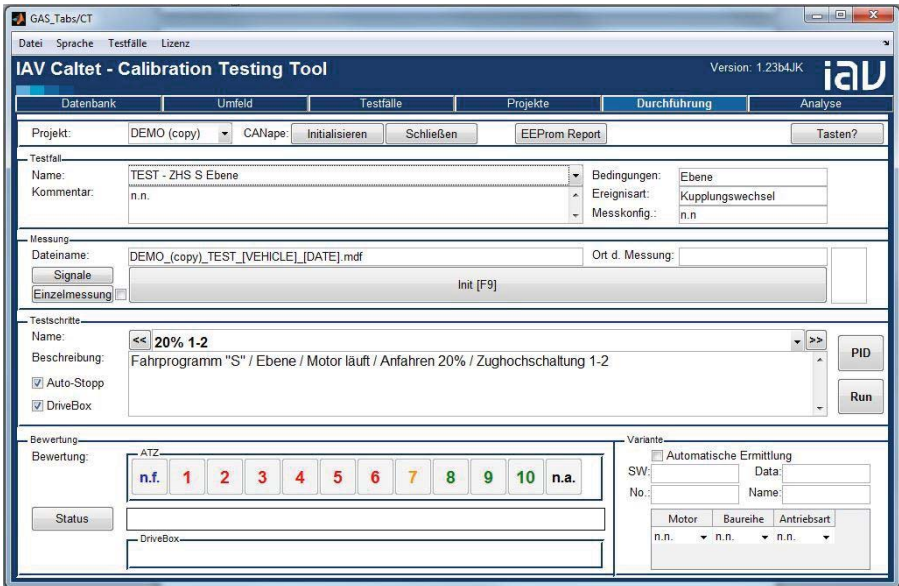 GAS_Tabs/CT
Datei Sprache Testfälle Lizenz
IAV Caltet - Calibration Testing Tool
Version: 1.23b4JK
iav
Datenbank Umfeld Testfälle Projekte Durchführung Analyse
Projekt: DEMO (copy) CANape: Initialisieren Schließen EEProm Report Tasten?
Testfall
Name: TEST - ZHS S Ebene Bedingungen: Ebene
Kommentar: n.n. Ereignisart: Kupplungswechsel
Messkonfig.: n.n
Messung
Dateiname: DEMO_(copy)_TEST_[VEHICLE]_[DATE].mdf Ort d. Messung:
Signale
Init [F9]
Einzelmessung
Testschritte
Name: << 20% 1-2 >>
Beschreibung: Fahrprogramm "S" / Ebene / Motor läuft / Anfahren 20% / Zughochschaltung 1-2
PID
Auto-Stopp
DriveBox
Run
Bewertung
Bewertung:
ATZ
n.f. 1 2 3 4 5 6 7 8 9 10 n.a.
Status
DriveBox
Variante
Automatische Ermittlung
SW: Data:
No.: Name:
Motor Baureihe Antriebsart
n.n. n.n. n.n.